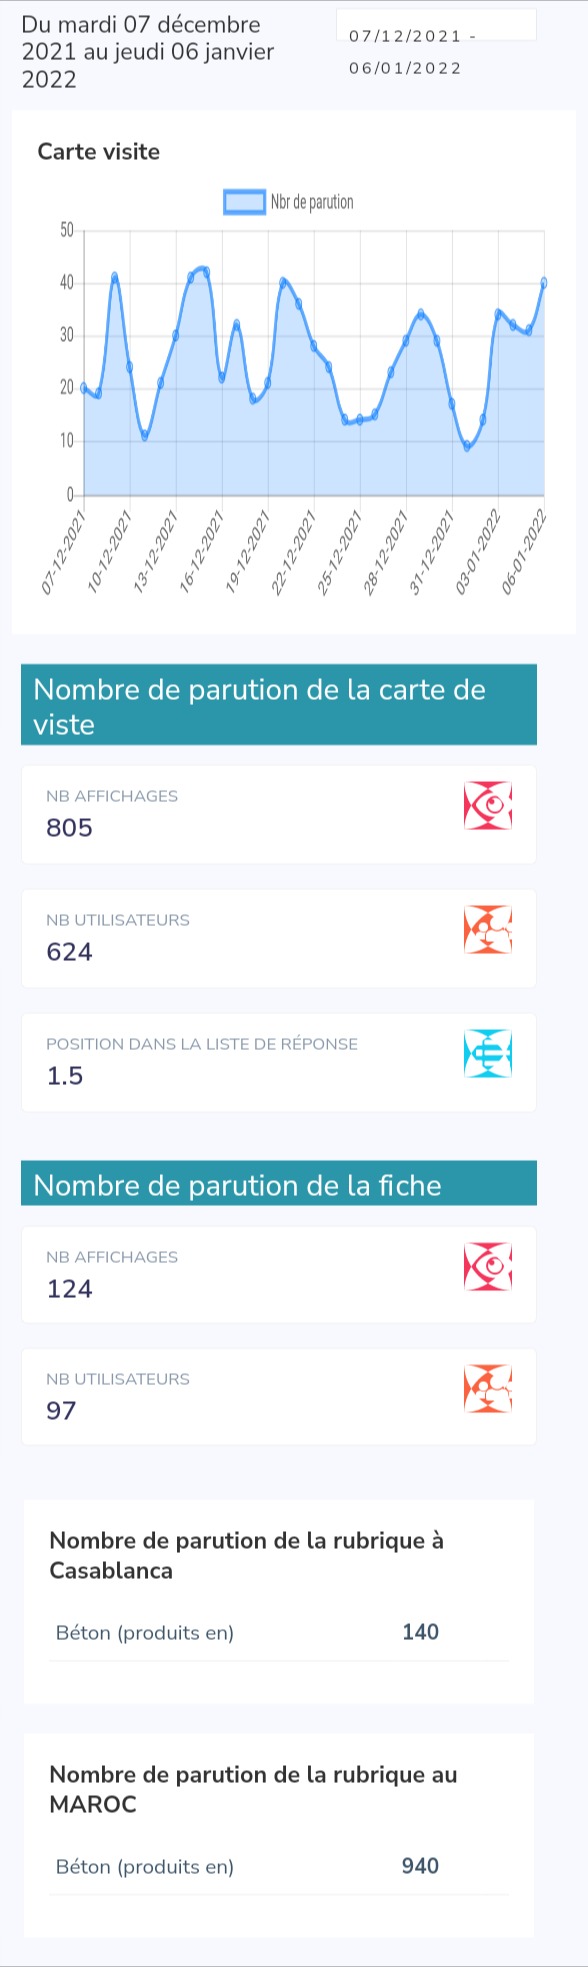 Du mardi 07 décembre
2021 au jeudi 06 janvier
2022
07/12/2021 -
06/01/2022
Carte visite
Nbr de parution
50
40
30
20
10
0
07-12-2021
10-12-2021
13-12-2021
16-12-2021
19-12-2021
22-12-2021
25-12-2021
28-12-2021
31-12-2021
03-01-2022
06-01-2022
Nombre de parution de la carte de
viste
NB AFFICHAGES
805
NB UTILISATEURS
624
POSITION DANS LA LISTE DE RÉPONSE
1.5
Nombre de parution de la fiche
NB AFFICHAGES
124
NB UTILISATEURS
97
Nombre de parution de la rubrique à
Casablanca
Béton (produits en) 140
Nombre de parution de la rubrique au
MAROC
Béton (produits en) 940